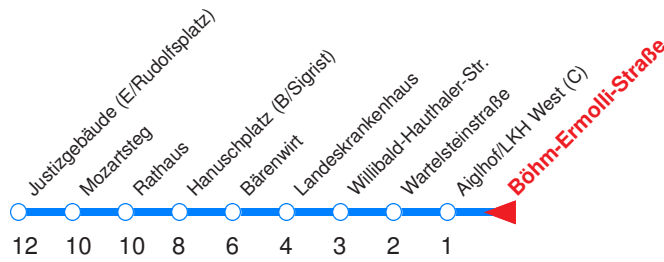 Justizgebäude (E/Rudolfsplatz)
Mozartsteg
Rathaus
Hanuschplatz (B/Sigrist)
Bärenwirt
Landeskrankenhaus
Willibald-Hauthaler-Str.
Wartelsteinstraße
Aiglhof/LKH West (C)
Böhm-Ermolli-Straße
12 10 10 8 6 4 3 2 1